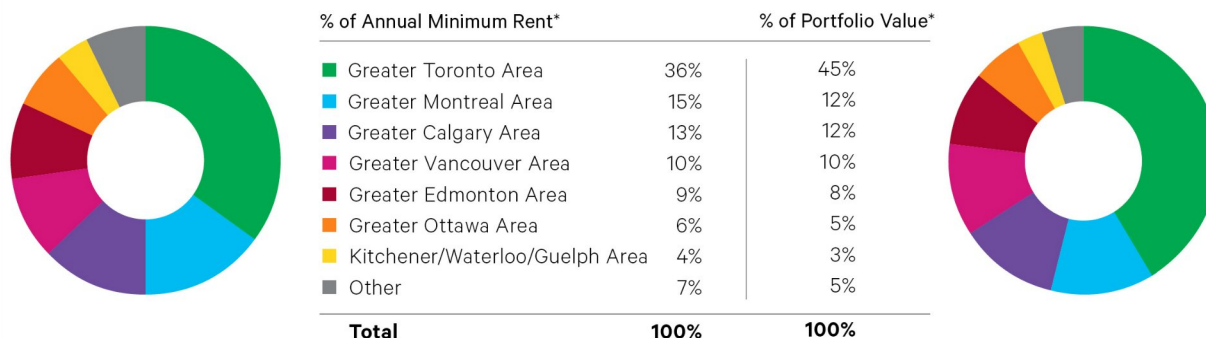 % of Annual Minimum Rent* % of Portfolio Value*
Greater Toronto Area 36% 45%
Greater Montreal Area 15% 12%
Greater Calgary Area 13% 12%
Greater Vancouver Area 10% 10%
Greater Edmonton Area 9% 8%
Greater Ottawa Area 6% 5%
Kitchener/Waterloo/Guelph Area 4% 3%
Other 7% 5%
Total 100% 100%